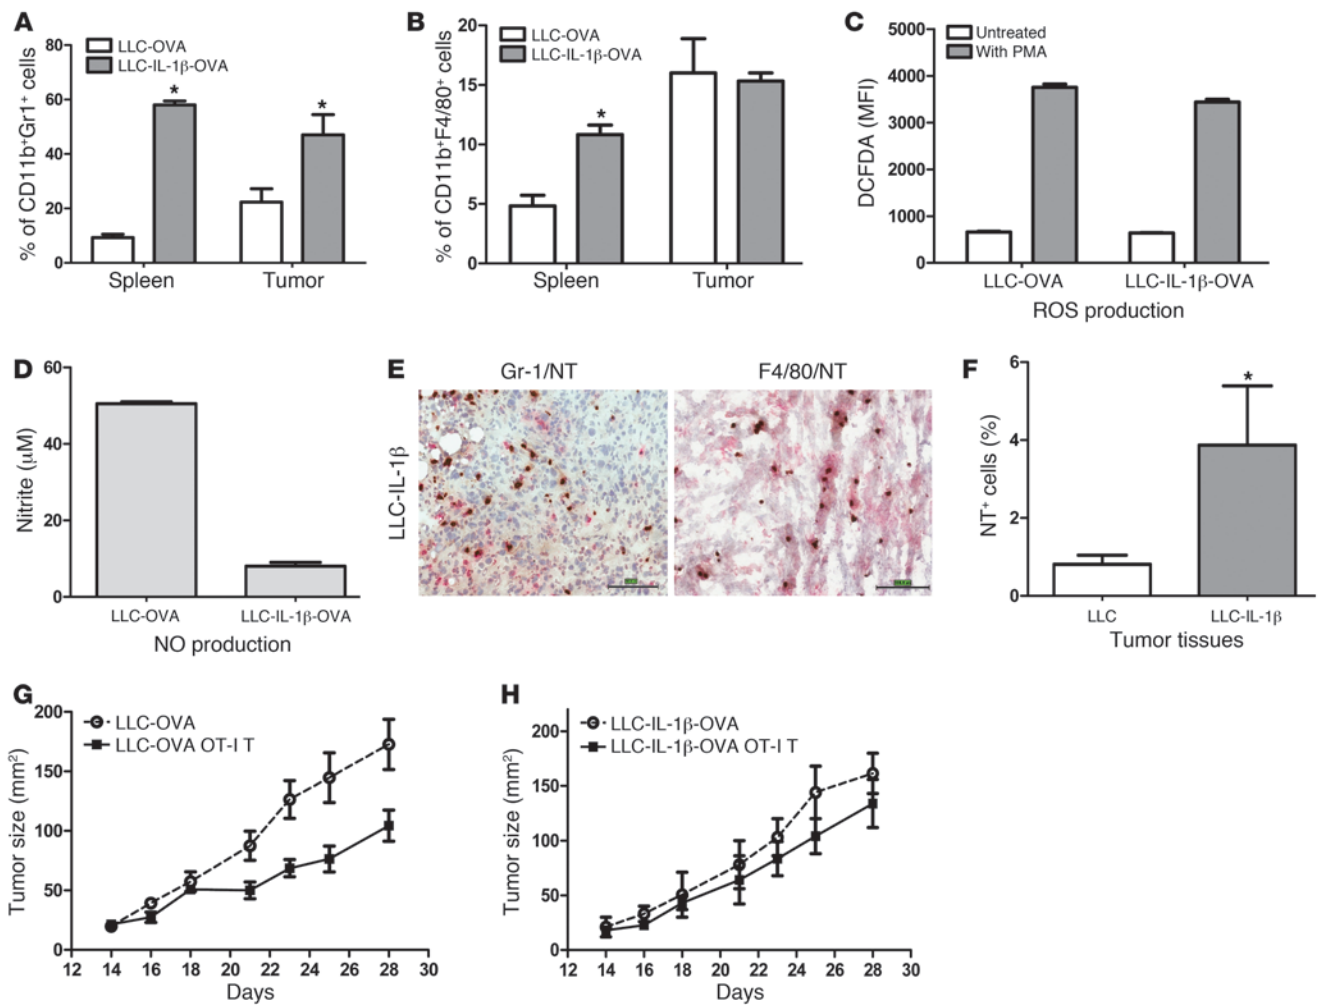 A
LLC-OVA
LLC-IL-1β-OVA
% of CD11b⁺Gr1⁺ cells
80
60
40
20
0
*
*
Spleen
Tumor
B
LLC-OVA
LLC-IL-1β-OVA
% of CD11b⁺F4/80⁺ cells
20
15
10
5
0
*
Spleen
Tumor
C
Untreated
With PMA
DCFDA (MFI)
5000
4000
3000
2000
1000
0
LLC-OVA
LLC-IL-1β-OVA
ROS production
D
Nitrite (μM)
60
40
20
0
LLC-OVA
LLC-IL-1β-OVA
NO production
E
Gr-1/NT
F4/80/NT
LLC-IL-1β
F
NT⁺ cells (%)
6
4
2
0
*
LLC
LLC-IL-1β
Tumor tissues
G
LLC-OVA
LLC-OVA OT-I T
Tumor size (mm²)
200
150
100
50
0
12 14 16 18 20 22 24 26 28 30
Days
H
LLC-IL-1β-OVA
LLC-IL-1β-OVA OT-I T
Tumor size (mm²)
200
150
100
50
0
12 14 16 18 20 22 24 26 28 30
Days